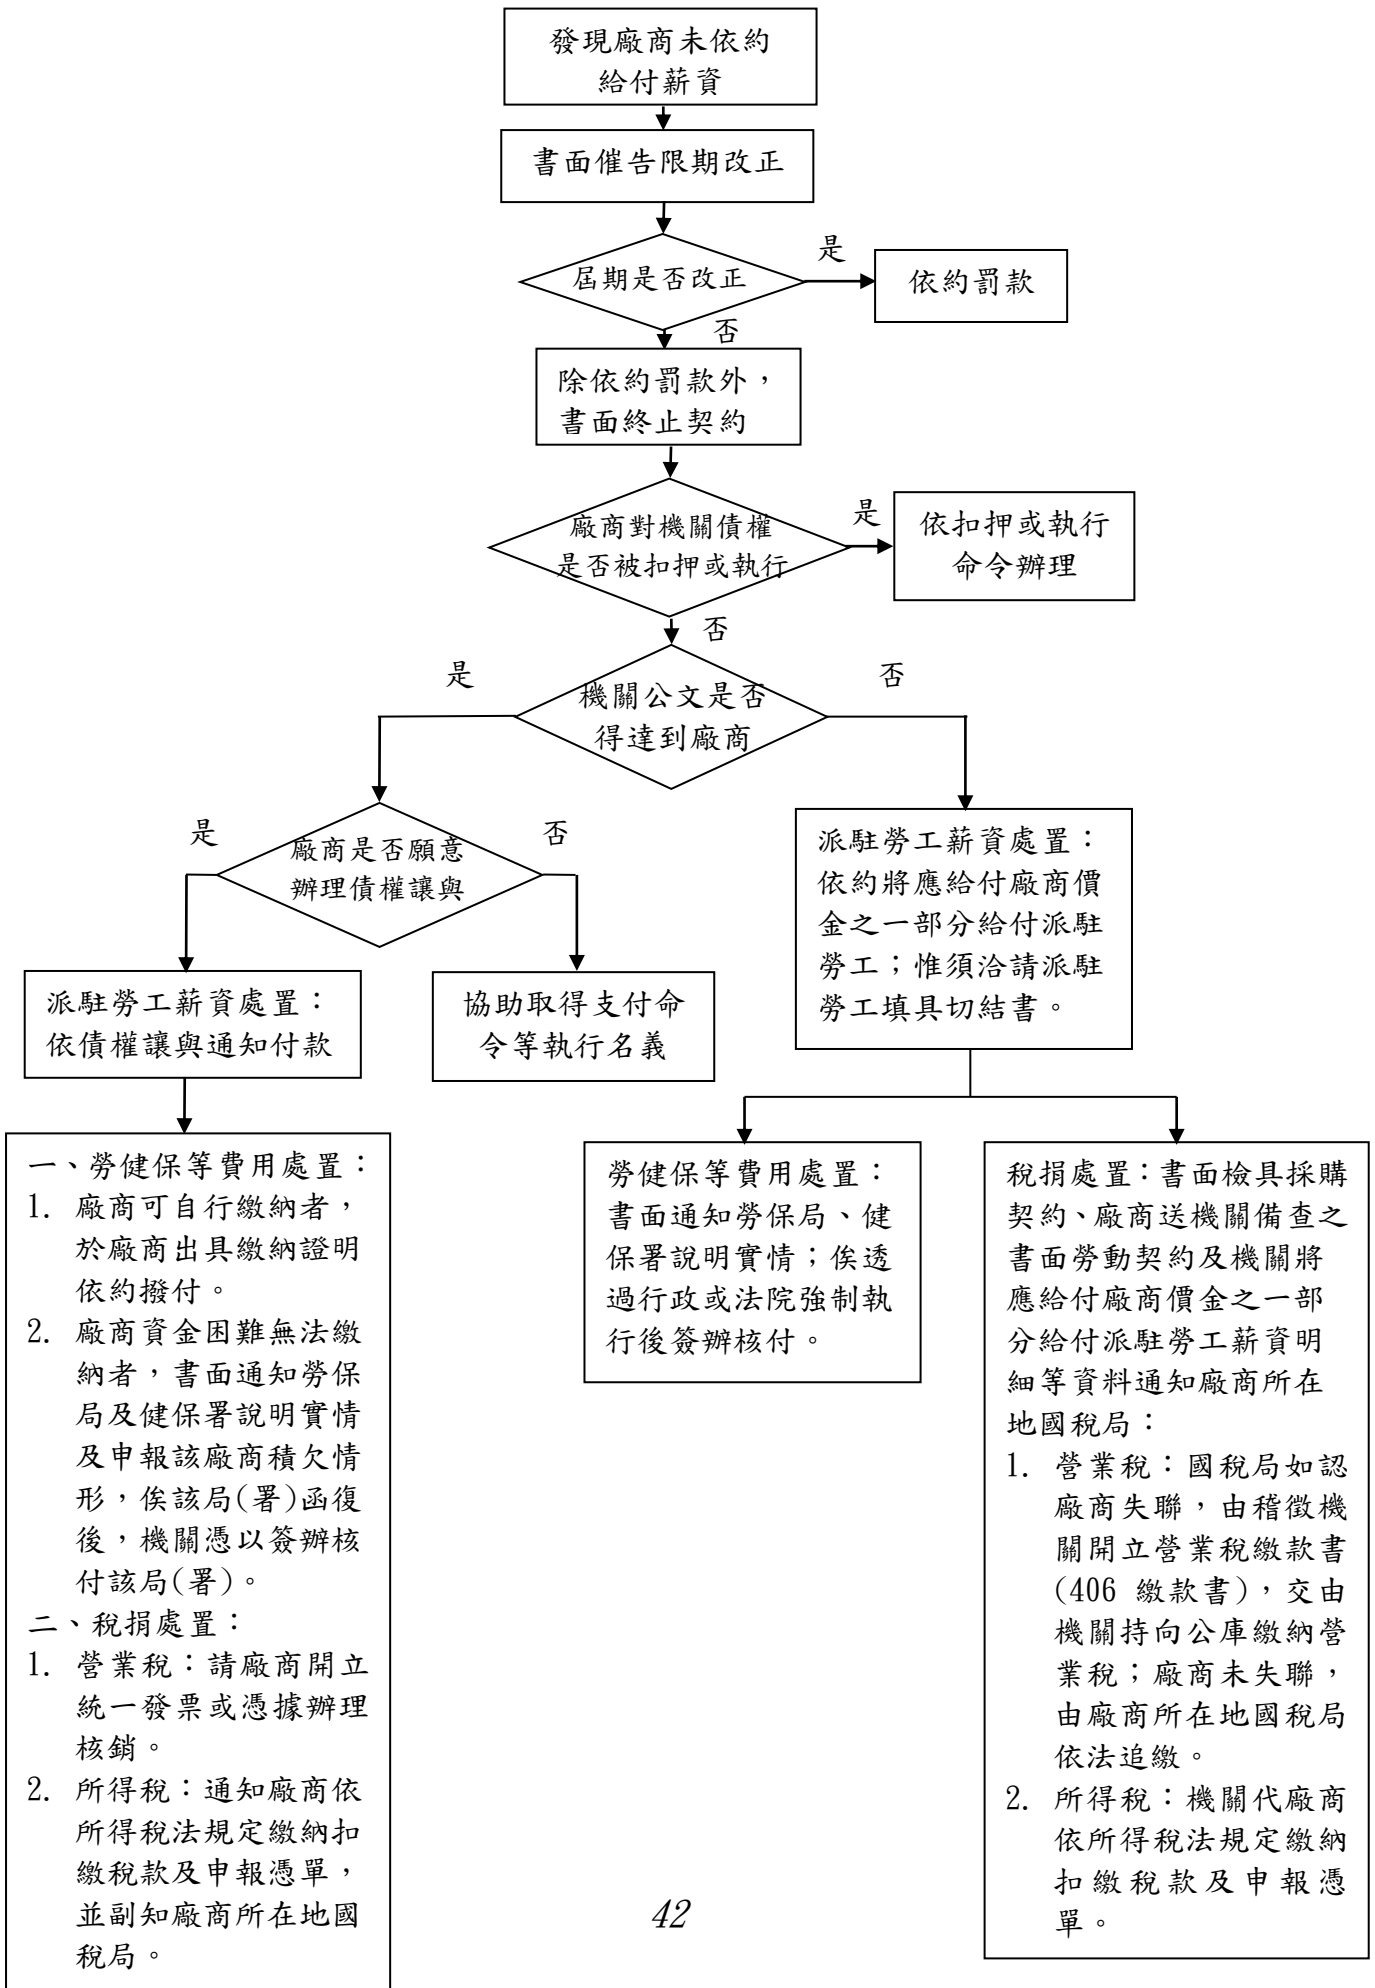 發現廠商未依約
給付薪資
書面催告限期改正
屆期是否改正
是
依約罰款
否
除依約罰款外，
書面終止契約
廠商對機關債權
是否被扣押或執行
是
依扣押或執行
命令辦理
否
機關公文是否
得達到廠商
是
否
廠商是否願意
辦理債權讓與
是
否
派駐勞工薪資處置：
依約將應給付廠商價
金之一部分給付派駐
勞工；惟須洽請派駐
勞工填具切結書。
派駐勞工薪資處置：
依債權讓與通知付款
協助取得支付命
令等執行名義
一、勞健保等費用處置：
1. 廠商可自行繳納者，
於廠商出具繳納證明
依約撥付。
2. 廠商資金困難無法繳
納者，書面通知勞保
局及健保署說明實情
及申報該廠商積欠情
形，俟該局(署)函復
後，機關憑以簽辦核
付該局(署)。
二、稅捐處置：
1. 營業稅：請廠商開立
統一發票或憑據辦理
核銷。
2. 所得稅：通知廠商依
所得稅法規定繳納扣
繳稅款及申報憑單，
並副知廠商所在地國
稅局。
勞健保等費用處置：
書面通知勞保局、健
保署說明實情；俟透
過行政或法院強制執
行後簽辦核付。
稅捐處置：書面檢具採購
契約、廠商送機關備查之
書面勞動契約及機關將
應給付廠商價金之一部
分給付派駐勞工薪資明
細等資料通知廠商所在
地國稅局：
1. 營業稅：國稅局如認
廠商失聯，由稽徵機
關開立營業稅繳款書
(406 繳款書)，交由
機關持向公庫繳納營
業稅；廠商未失聯，
由廠商所在地國稅局
依法追繳。
2. 所得稅：機關代廠商
依所得稅法規定繳納
扣繳稅款及申報憑
單。
42